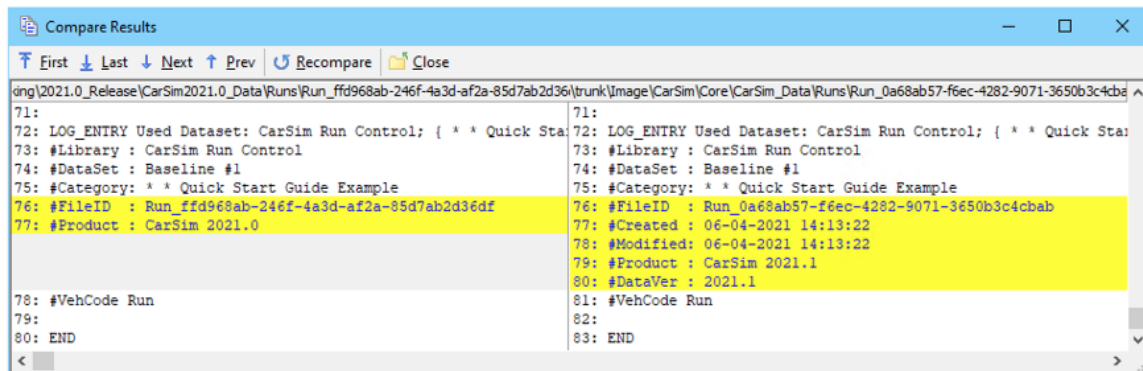 Compare Results
First Last Next Prev Recompare Close
king\2021.0_Release\CarSim2021.0_Data\Runs\Run_ffd968ab-246f-4a3d-af2a-85d7ab2d36
\trunk\Image\CarSim\Core\CarSim_Data\Runs\Run_0a68ab57-f6ec-4282-9071-3650b3c4cba
71:
72: LOG_ENTRY Used Dataset: CarSim Run Control; { * * Quick Sta
73: #Library : CarSim Run Control
74: #DataSet : Baseline #1
75: #Category: * * Quick Start Guide Example
76: #FileID : Run_ffd968ab-246f-4a3d-af2a-85d7ab2d36df
77: #Product : CarSim 2021.0
78: #VehCode Run
79:
80: END
71:
72: LOG_ENTRY Used Dataset: CarSim Run Control; { * * Quick Star
73: #Library : CarSim Run Control
74: #DataSet : Baseline #1
75: #Category: * * Quick Start Guide Example
76: #FileID : Run_0a68ab57-f6ec-4282-9071-3650b3c4cbab
77: #Created : 06-04-2021 14:13:22
78: #Modified: 06-04-2021 14:13:22
79: #Product : CarSim 2021.1
80: #DataVer : 2021.1
81: #VehCode Run
82:
83: END